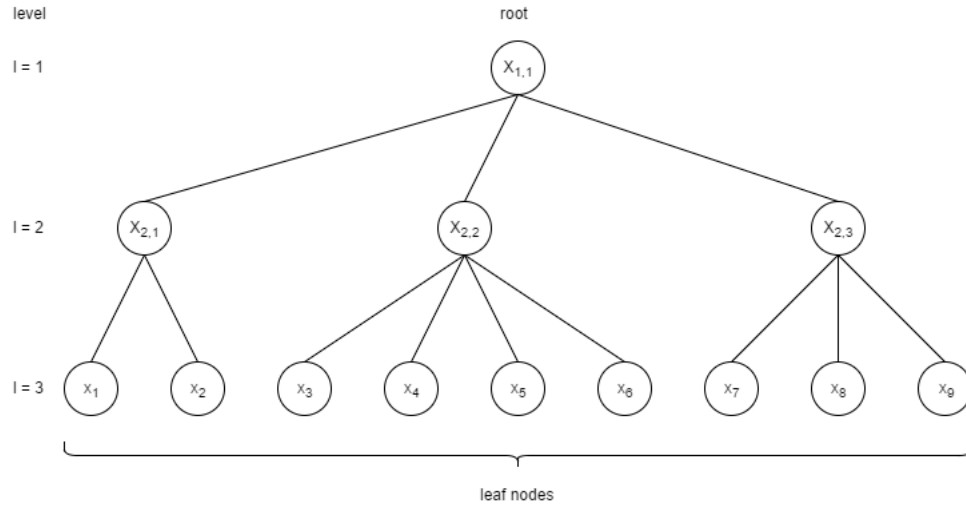 level root
l = 1 X1,1
l = 2 X2,1 X2,2 X2,3
l = 3 x1 x2 x3 x4 x5 x6 x7 x8 x9
leaf nodes